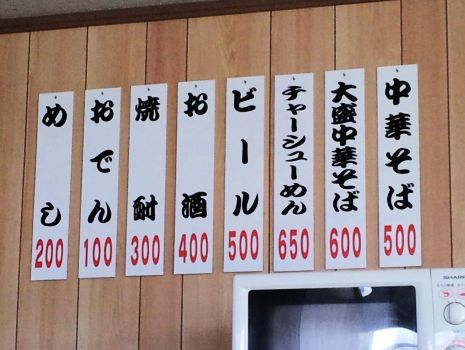 中華そば
500
大盛中華そば
600
チャーシューめん
650
ビール
500
お酒
400
焼酎
300
おでん
100
めし
200
SHARP